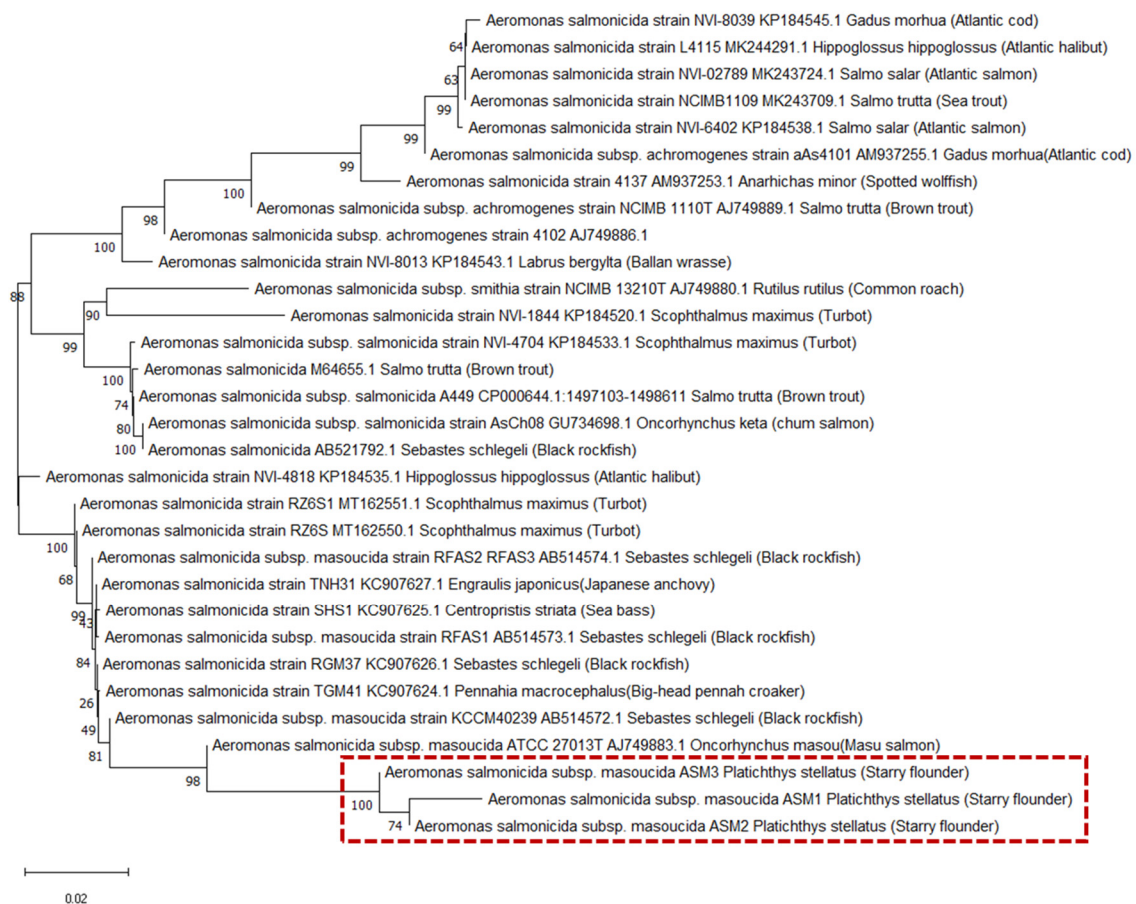 Aeromonas salmonicida strain NVI-8039 KP184545.1 Gadus morhua (Atlantic cod)
64
Aeromonas salmonicida strain L4115 MK244291.1 Hippoglossus hippoglossus (Atlantic halibut)
63
Aeromonas salmonicida strain NVI-02789 MK243724.1 Salmo salar (Atlantic salmon)
Aeromonas salmonicida strain NCIMB1109 MK243709.1 Salmo trutta (Sea trout)
99
Aeromonas salmonicida strain NVI-6402 KP184538.1 Salmo salar (Atlantic salmon)
99
Aeromonas salmonicida subsp. achromogenes strain aAs4101 AM937255.1 Gadus morhua(Atlantic cod)
99
Aeromonas salmonicida strain 4137 AM937253.1 Anarhichas minor (Spotted wolffish)
100
Aeromonas salmonicida subsp. achromogenes strain NCIMB 1110T AJ749889.1 Salmo trutta (Brown trout)
98
Aeromonas salmonicida subsp. achromogenes strain 4102 AJ749886.1
100
Aeromonas salmonicida strain NVI-8013 KP184543.1 Labrus bergylta (Ballan wrasse)
88
Aeromonas salmonicida subsp. smithia strain NCIMB 13210T AJ749880.1 Rutilus rutilus (Common roach)
90
Aeromonas salmonicida strain NVI-1844 KP184520.1 Scophthalmus maximus (Turbot)
99
Aeromonas salmonicida subsp. salmonicida strain NVI-4704 KP184533.1 Scophthalmus maximus (Turbot)
Aeromonas salmonicida M64655.1 Salmo trutta (Brown trout)
100
Aeromonas salmonicida subsp. salmonicida A449 CP000644.1:1497103-1498611 Salmo trutta (Brown trout)
74
Aeromonas salmonicida subsp. salmonicida strain AsCh08 GU734698.1 Oncorhynchus keta (chum salmon)
80
Aeromonas salmonicida AB521792.1 Sebastes schlegeli (Black rockfish)
100
Aeromonas salmonicida strain NVI-4818 KP184535.1 Hippoglossus hippoglossus (Atlantic halibut)
Aeromonas salmonicida strain RZ6S1 MT162551.1 Scophthalmus maximus (Turbot)
Aeromonas salmonicida strain RZ6S MT162550.1 Scophthalmus maximus (Turbot)
100
Aeromonas salmonicida subsp. masoucida strain RFAS2 RFAS3 AB514574.1 Sebastes schlegeli (Black rockfish)
68
Aeromonas salmonicida strain TNH31 KC907627.1 Engraulis japonicus(Japanese anchovy)
Aeromonas salmonicida strain SHS1 KC907625.1 Centropristis striata (Sea bass)
99
43
Aeromonas salmonicida subsp. masoucida strain RFAS1 AB514573.1 Sebastes schlegeli (Black rockfish)
84
Aeromonas salmonicida strain RGM37 KC907626.1 Sebastes schlegeli (Black rockfish)
Aeromonas salmonicida strain TGM41 KC907624.1 Pennahia macrocephalus(Big-head pennah croaker)
26
Aeromonas salmonicida subsp. masoucida strain KCCM40239 AB514572.1 Sebastes schlegeli (Black rockfish)
49
Aeromonas salmonicida subsp. masoucida ATCC 27013T AJ749883.1 Oncorhynchus masou(Masu salmon)
81
Aeromonas salmonicida subsp. masoucida ASM3 Platichthys stellatus (Starry flounder)
98
Aeromonas salmonicida subsp. masoucida ASM1 Platichthys stellatus (Starry flounder)
100
Aeromonas salmonicida subsp. masoucida ASM2 Platichthys stellatus (Starry flounder)
74
0.02